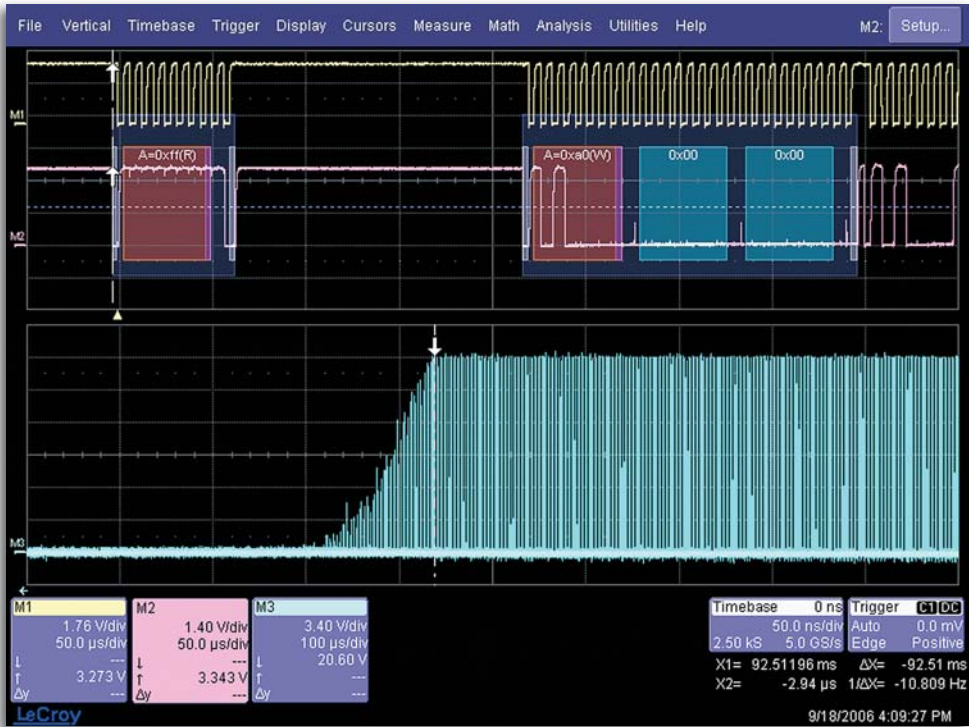 File Vertical Timebase Trigger Display Cursors Measure Math Analysis Utilities Help M2: Setup...
M1
A=0xff(R) A=0xa0(W) 0x00 0x00
M2
M3
M1
1.76 V/div
50.0 µs/div
---
3.273 V
Δy ---
M2
1.40 V/div
50.0 µs/div
---
3.343 V
Δy ---
M3
3.40 V/div
100 µs/div
20.60 V
---
Δy ---
Timebase 0 ns
50.0 ns/div
2.50 kS 5.0 GS/s
Trigger C1 DC
Auto 0.0 mV
Edge Positive
X1= 92.51196 ms ΔX= -92.51 ms
X2= -2.94 µs 1/ΔX= -10.809 Hz
LeCroy
9/18/2006 4:09:27 PM